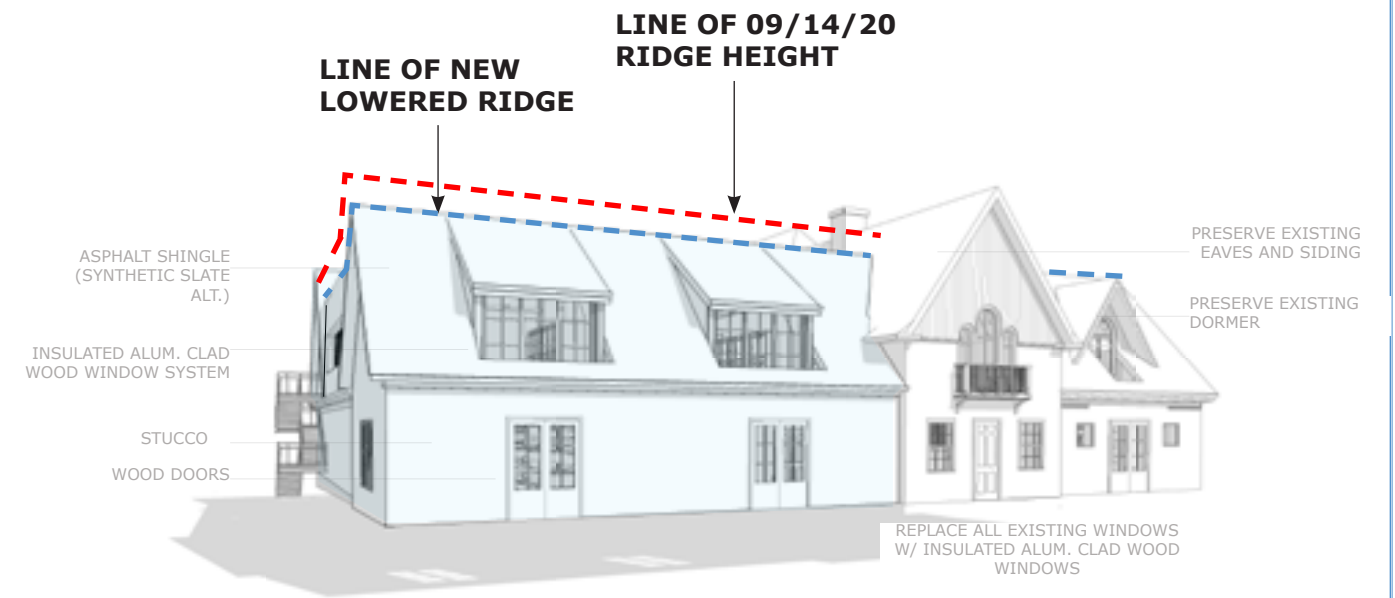 LINE OF 09/14/20
RIDGE HEIGHT
LINE OF NEW
LOWERED RIDGE
ASPHALT SHINGLE
(SYNTHETIC SLATE
ALT.)
INSULATED ALUM. CLAD
WOOD WINDOW SYSTEM
STUCCO
WOOD DOORS
PRESERVE EXISTING
EAVES AND SIDING
PRESERVE EXISTING
DORMER
REPLACE ALL EXISTING WINDOWS
W/ INSULATED ALUM. CLAD WOOD
WINDOWS